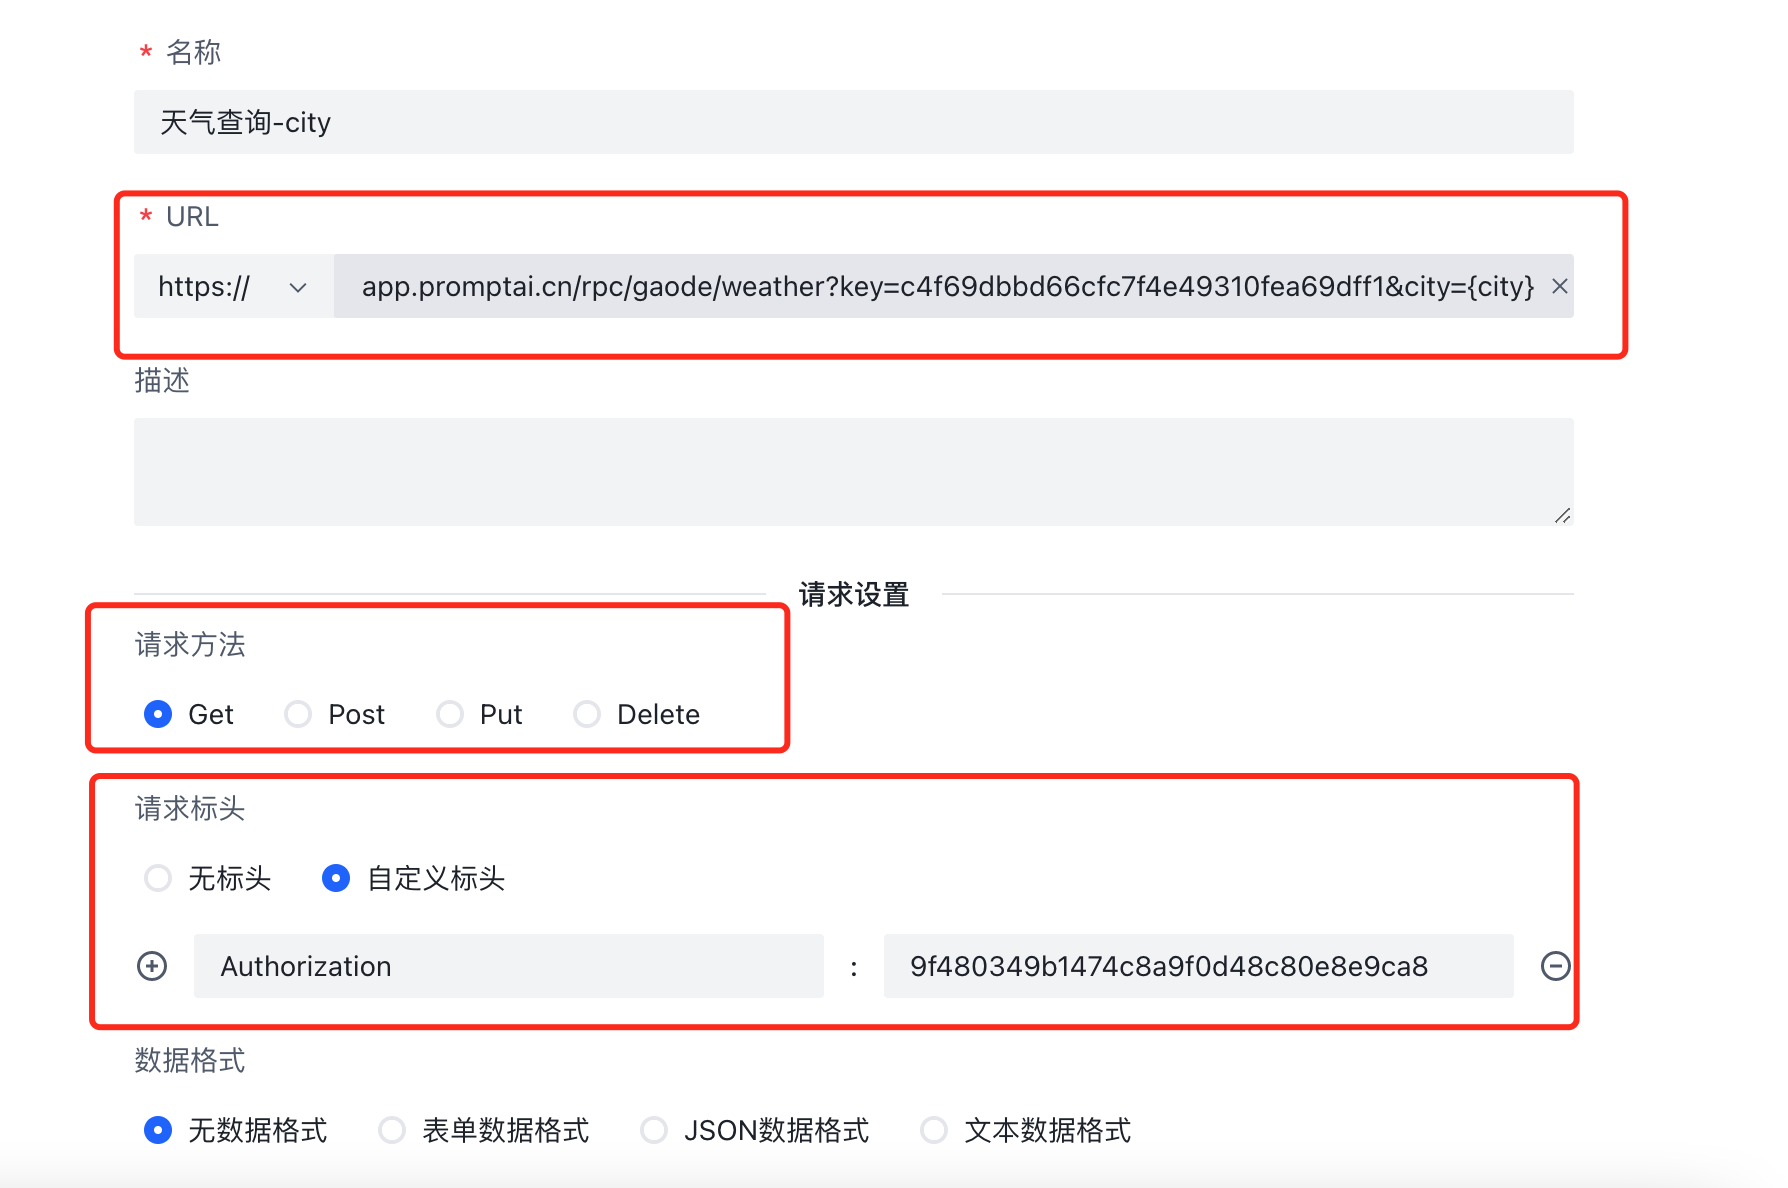 * 名称
天气查询-city
* URL
https:// app.promptai.cn/rpc/gaode/weather?key=c4f69dbbd66cfc7f4e49310fea69dff1&city={city}
描述
请求设置
请求方法
Get Post Put Delete
请求标头
无标头 自定义标头
Authorization : 9f480349b1474c8a9f0d48c80e8e9ca8
数据格式
无数据格式 表单数据格式 JSON数据格式 文本数据格式